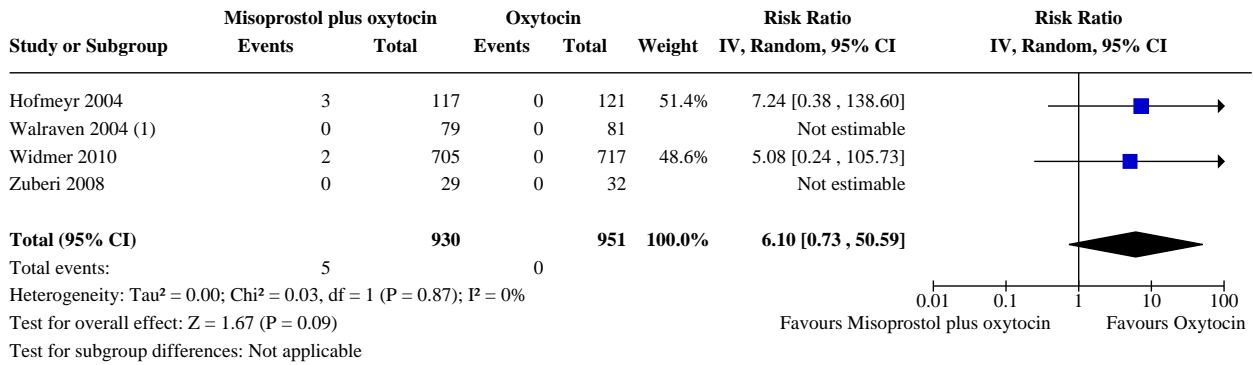 Misoprostol plus oxytocin Oxytocin Risk Ratio Risk Ratio
Study or Subgroup Events Total Events Total Weight IV, Random, 95% CI IV, Random, 95% CI
Hofmeyr 2004 3 117 0 121 51.4% 7.24 [0.38 , 138.60]
Walraven 2004 (1) 0 79 0 81 Not estimable
Widmer 2010 2 705 0 717 48.6% 5.08 [0.24 , 105.73]
Zuberi 2008 0 29 0 32 Not estimable
Total (95% CI) 930 951 100.0% 6.10 [0.73 , 50.59]
Total events: 5 0
Heterogeneity: Tau² = 0.00; Chi² = 0.03, df = 1 (P = 0.87); I² = 0%
0.01 0.1 1 10 100
Test for overall effect: Z = 1.67 (P = 0.09)
Favours Misoprostol plus oxytocin Favours Oxytocin
Test for subgroup differences: Not applicable